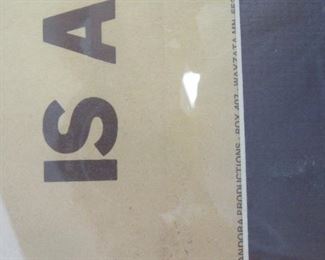 IS A
PRODUCTIONS - BOX 407 - WAYZATA MN